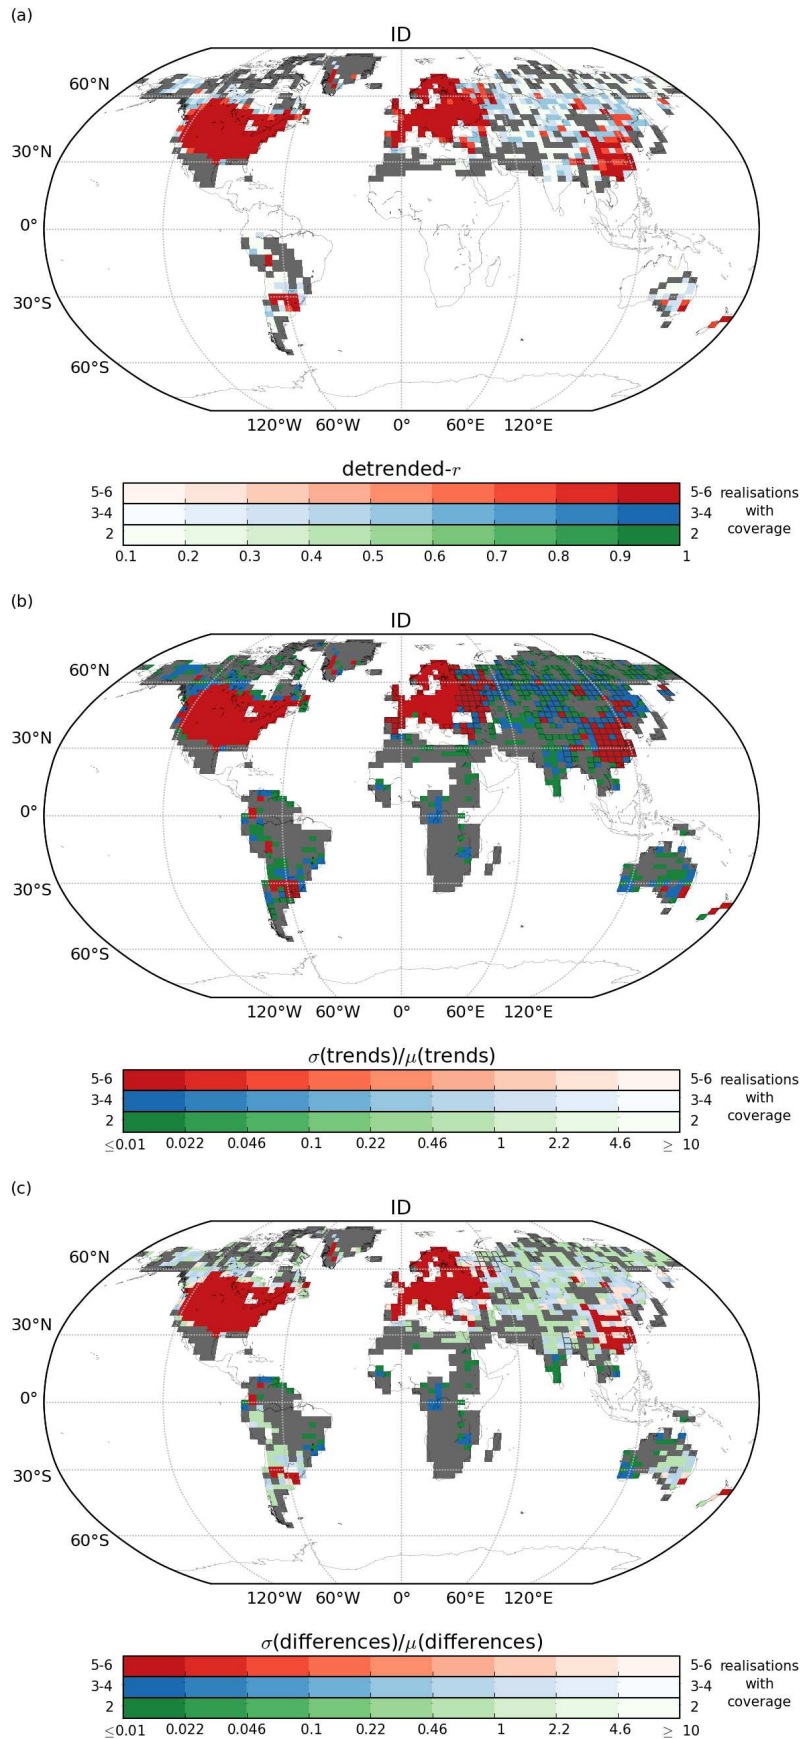 (a)
ID
60°N
30°N
0°
30°S
60°S
120°W 60°W 0° 60°E 120°E
detrended-r
5-6 5-6 realisations
3-4 3-4 with
2 2 coverage
0.1 0.2 0.3 0.4 0.5 0.6 0.7 0.8 0.9 1
(b)
ID
60°N
30°N
0°
30°S
60°S
120°W 60°W 0° 60°E 120°E
σ(trends)/μ(trends)
5-6 5-6 realisations
3-4 3-4 with
2 2 coverage
≤0.01 0.022 0.046 0.1 0.22 0.46 1 2.2 4.6 ≥ 10
(c)
ID
60°N
30°N
0°
30°S
60°S
120°W 60°W 0° 60°E 120°E
σ(differences)/μ(differences)
5-6 5-6 realisations
3-4 3-4 with
2 2 coverage
≤0.01 0.022 0.046 0.1 0.22 0.46 1 2.2 4.6 ≥ 10